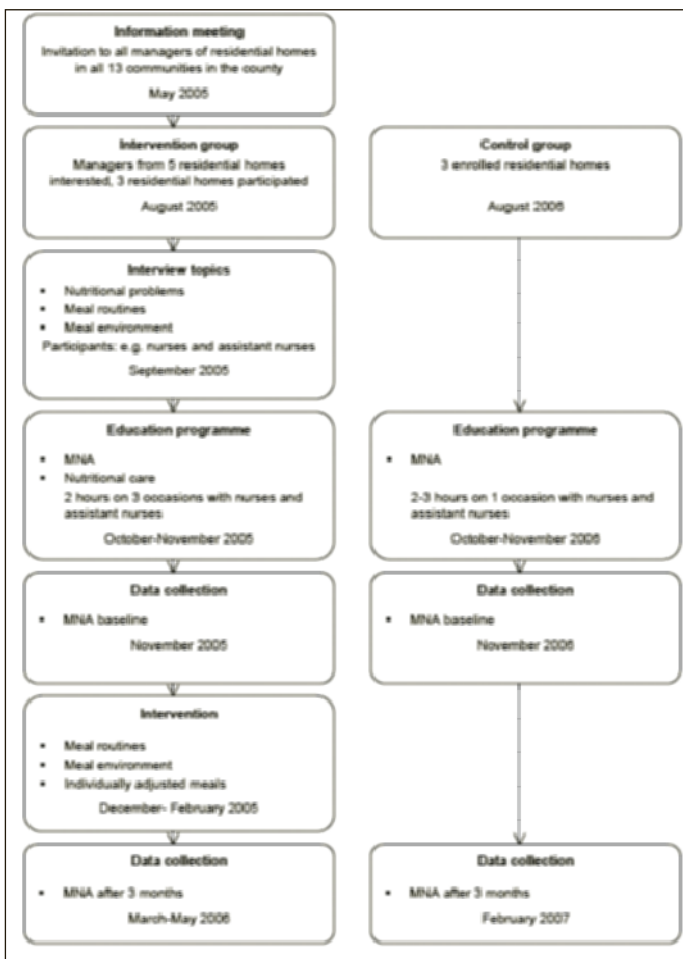 Information meeting
Invitation to all managers of residential homes
in all 13 communities in the county
May 2005
Intervention group
Managers from 5 residential homes
interested, 3 residential homes participated
August 2005
Interview topics
▪ Nutritional problems
▪ Meal routines
▪ Meal environment
Participants: e.g. nurses and assistant nurses
September 2005
Education programme
▪ MNA
▪ Nutritional care
2 hours on 3 occasions with nurses and
assistant nurses
October-November 2005
Data collection
▪ MNA baseline
November 2005
Intervention
▪ Meal routines
▪ Meal environment
▪ Individually adjusted meals
December- February 2005
Data collection
▪ MNA after 3 months
March-May 2006
Control group
3 enrolled residential homes
August 2006
Education programme
▪ MNA
2-3 hours on 1 occasion with nurses and
assistant nurses
October-November 2006
Data collection
▪ MNA baseline
November 2006
Data collection
▪ MNA after 3 months
February 2007